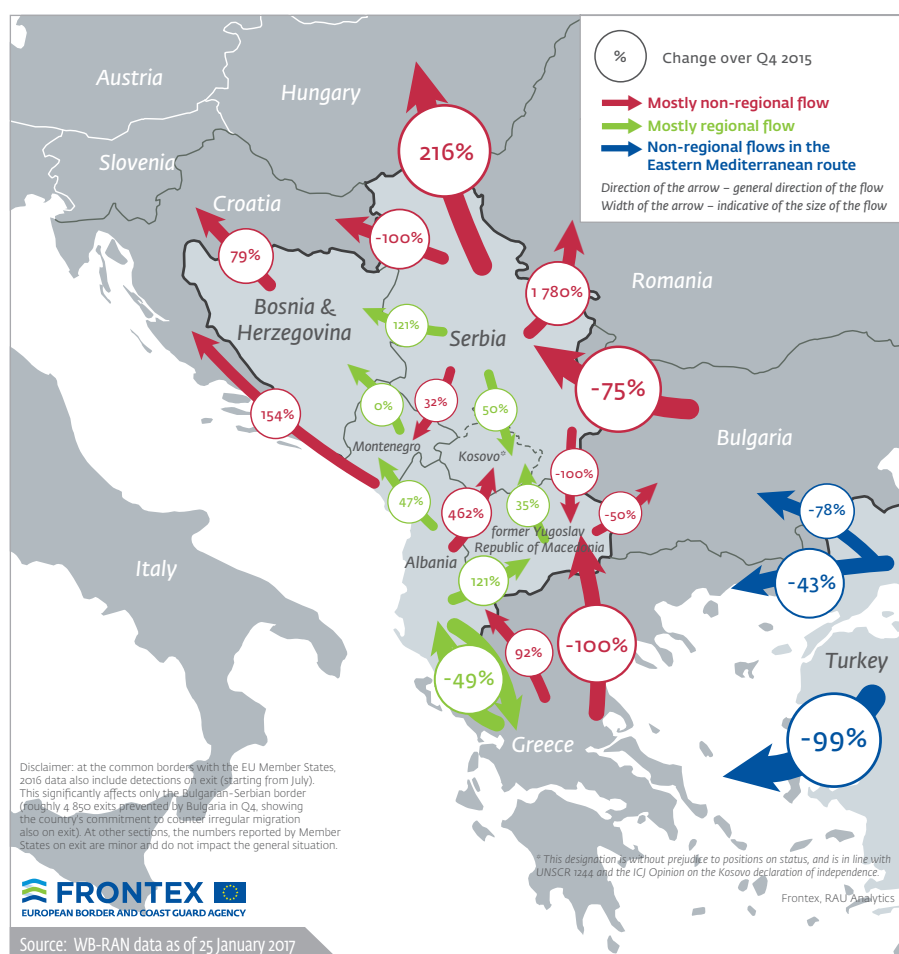 Austria
Hungary
Slovenia
Croatia
Romania
Bosnia &
Herzegovina
Serbia
Montenegro
Kosovo*
Bulgaria
former Yugoslav
Republic of Macedonia
Albania
Italy
Greece
Turkey
%
Change over Q4 2015
Mostly non-regional flow
Mostly regional flow
Non-regional flows in the
Eastern Mediterranean route
Direction of the arrow – general direction of the flow
Width of the arrow – indicative of the size of the flow
216%
-100%
79%
1 780%
121%
-75%
154%
0%
32%
50%
-100%
47%
462%
35%
-50%
-78%
-43%
121%
92%
-100%
-49%
-99%
Disclaimer: at the common borders with the EU Member States,
2016 data also include detections on exit (starting from July).
This significantly affects only the Bulgarian-Serbian border
(roughly 4 850 exits prevented by Bulgaria in Q4, showing
the country's commitment to counter irregular migration
also on exit). At other sections, the numbers reported by Member
States on exit are minor and do not impact the general situation.
* This designation is without prejudice to positions on status, and is in line with
UNSCR 1244 and the ICJ Opinion on the Kosovo declaration of independence.
Frontex, RAU Analytics
FRONTEX
EUROPEAN BORDER AND COAST GUARD AGENCY
Source: WB-RAN data as of 25 January 2017